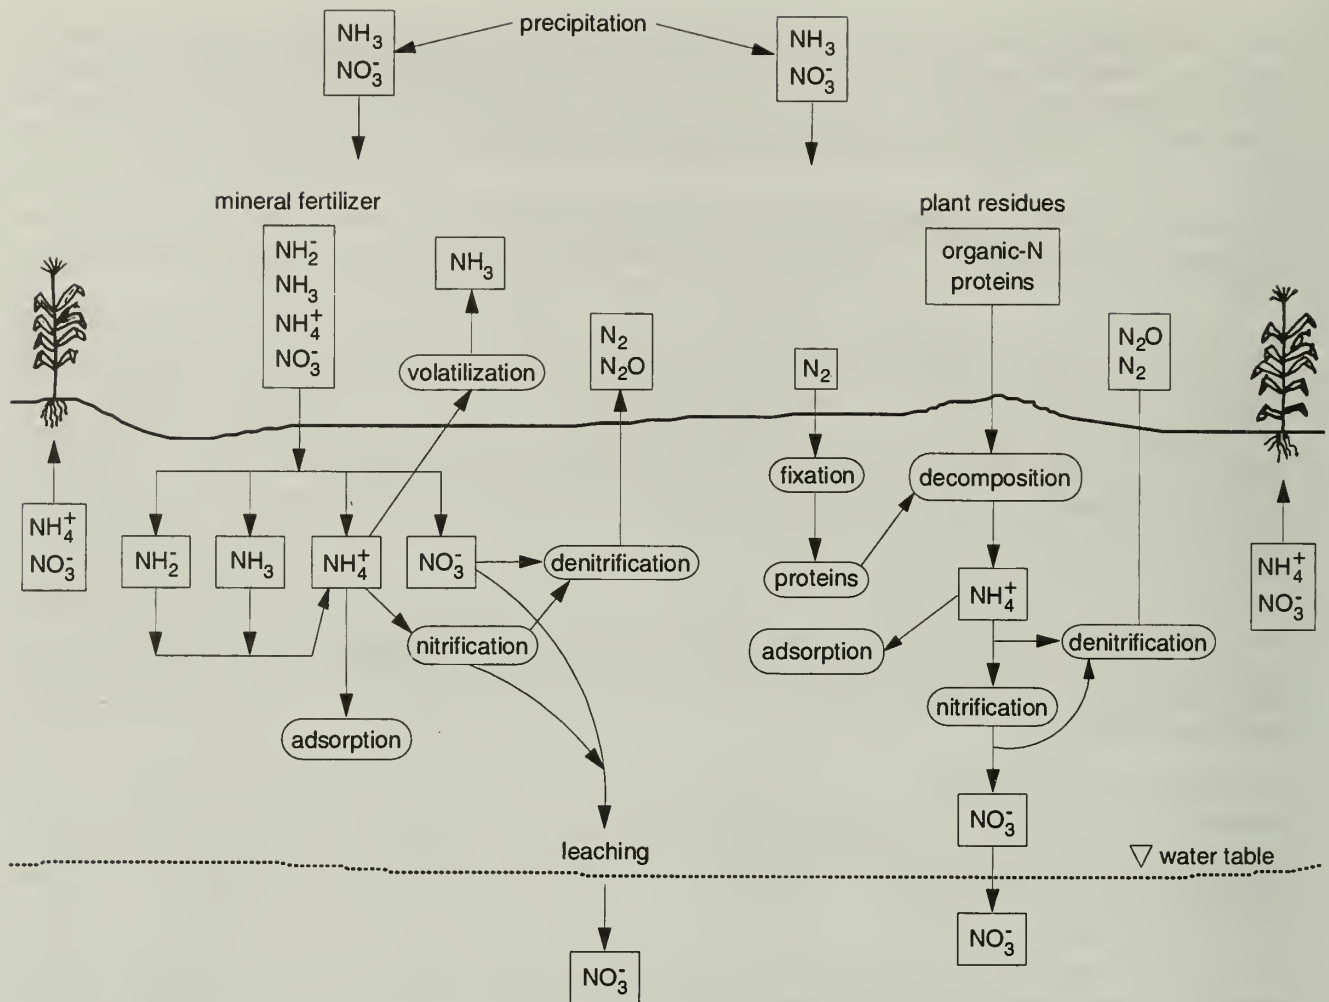 precipitation
NH₃
NO₃⁻
NH₃
NO₃⁻
mineral fertilizer
NH₂⁻
NH₃
NH₄⁺
NO₃⁻
NH₃
volatilization
N₂
N₂O
plant residues
organic-N
proteins
N₂
N₂O
N₂
NH₄⁺
NO₃⁻
NH₂⁻
NH₃
NH₄⁺
NO₃⁻
denitrification
nitrification
adsorption
leaching
NO₃⁻
fixation
proteins
decomposition
NH₄⁺
adsorption
denitrification
nitrification
NO₃⁻
NO₃⁻
NH₄⁺
NO₃⁻
▽ water table